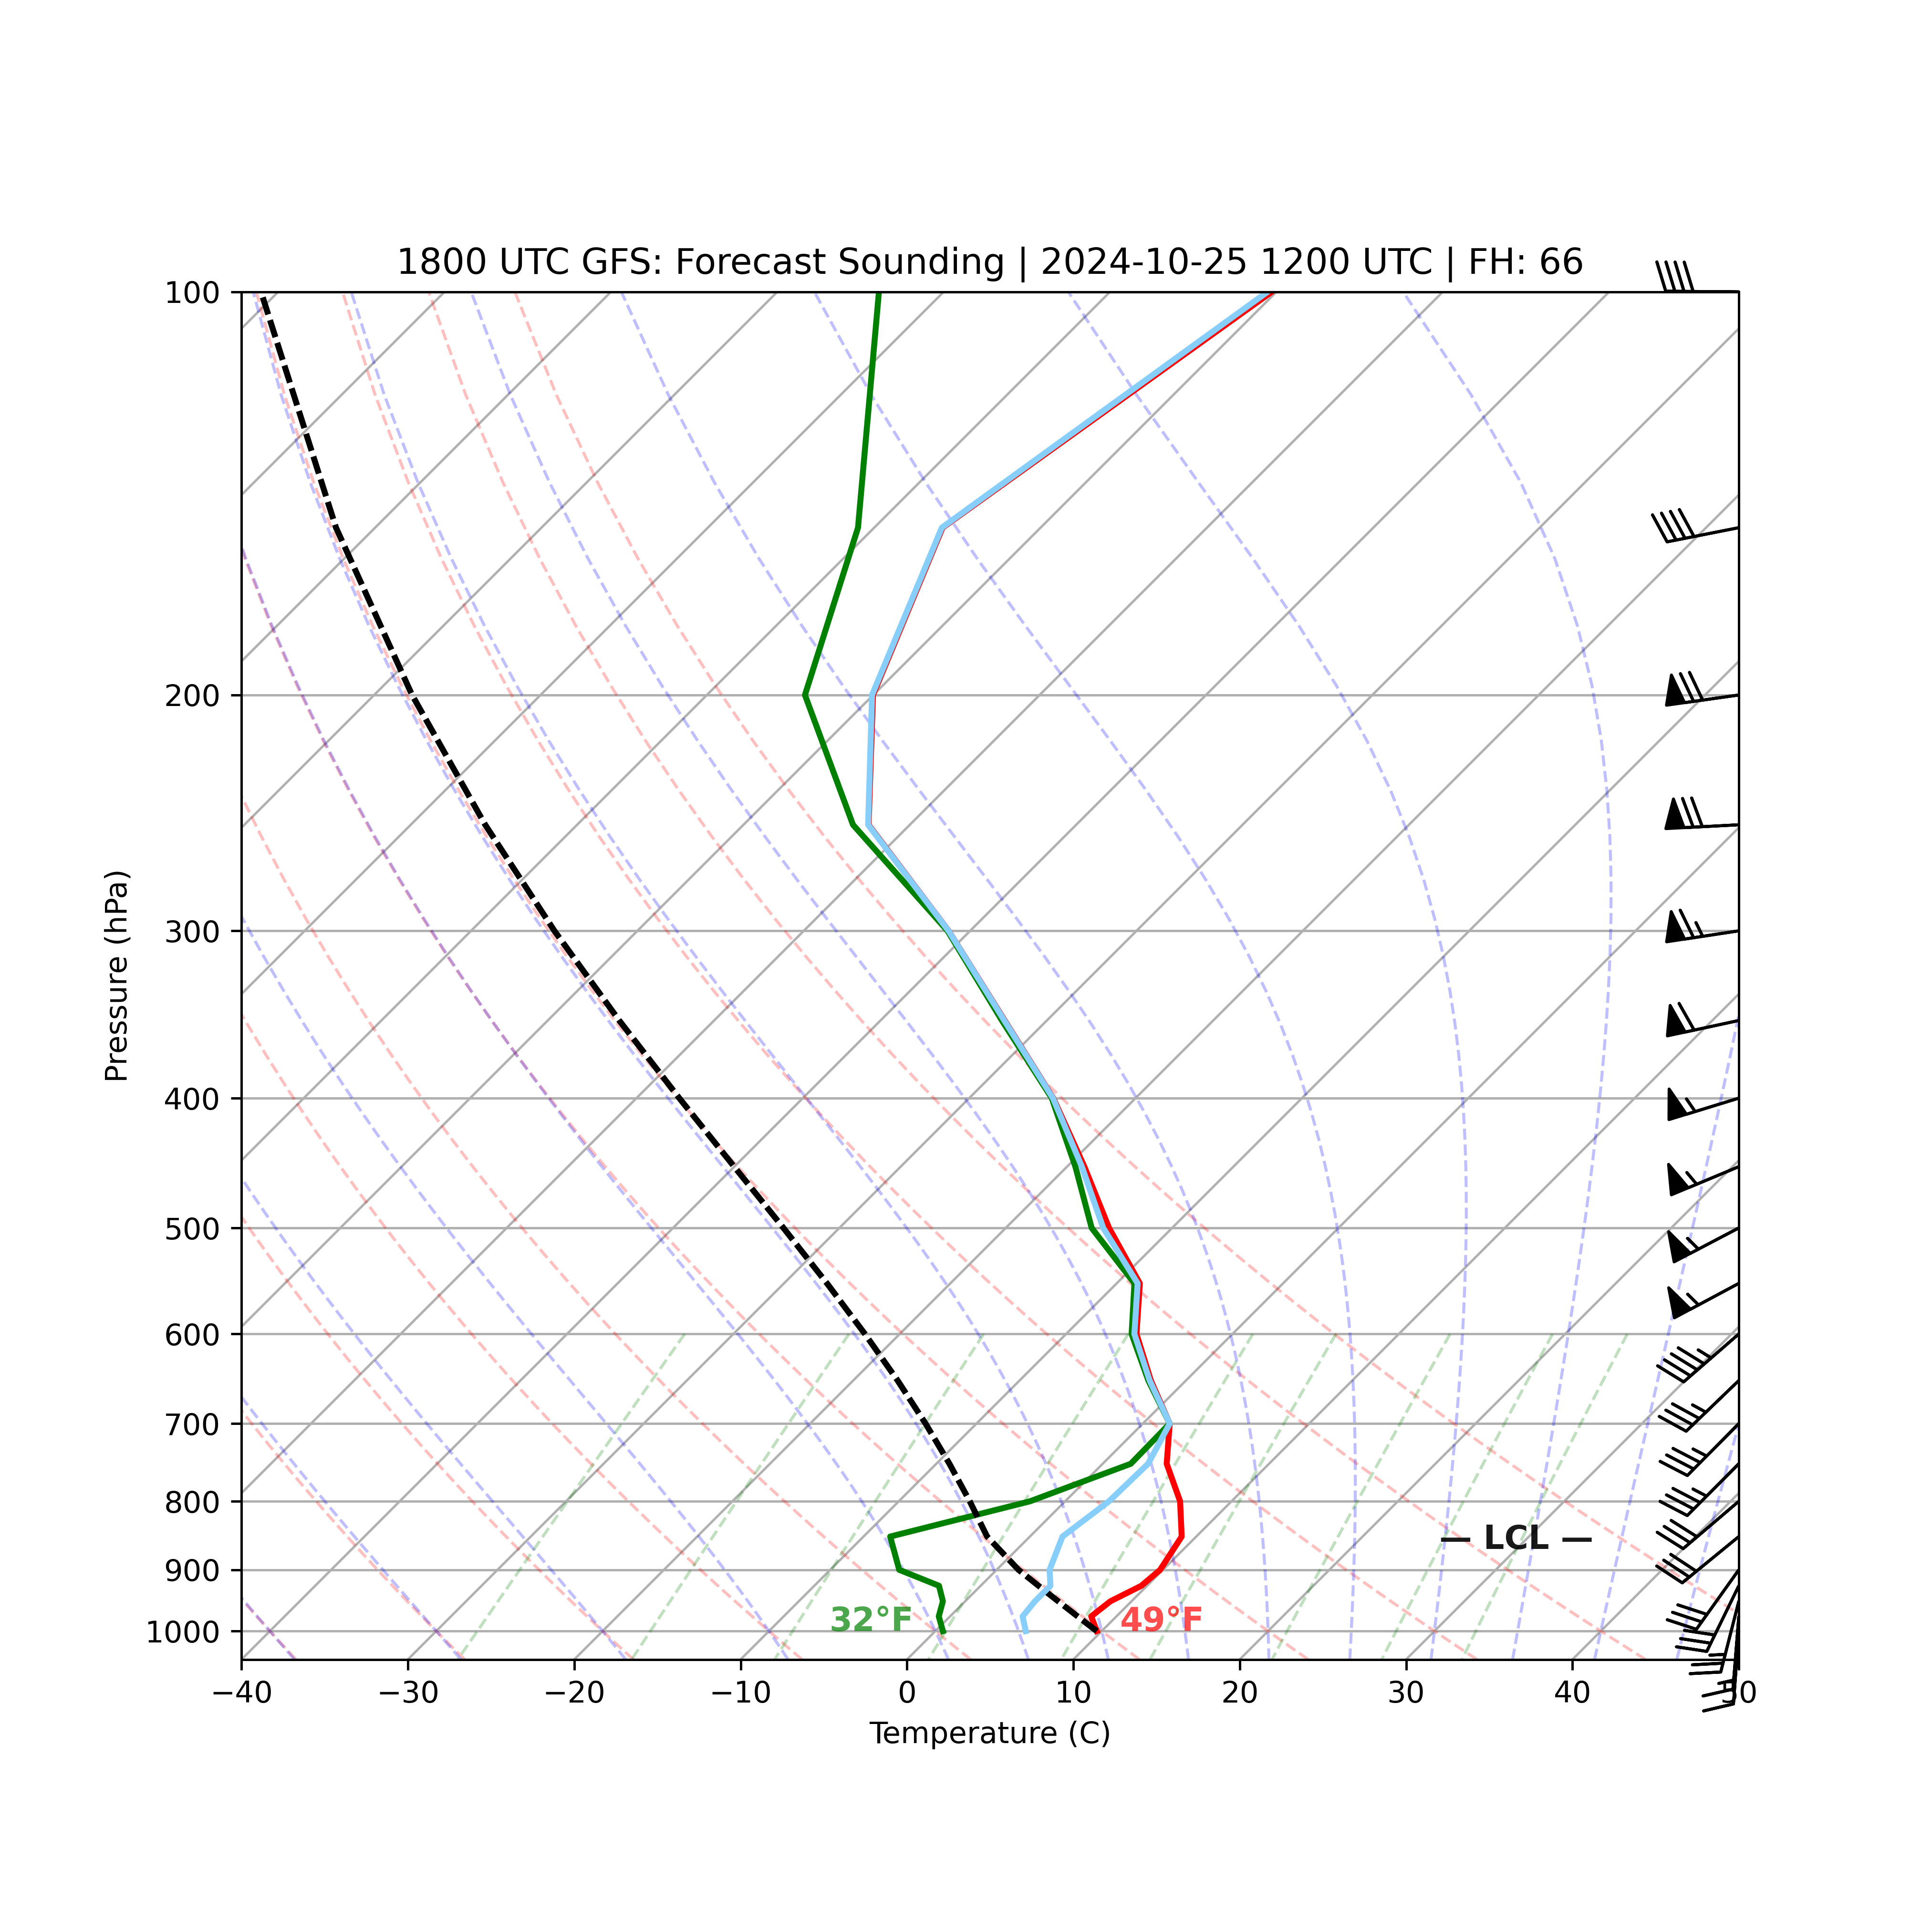 1800 UTC GFS: Forecast Sounding | 2024-10-25 1200 UTC | FH: 66
100
200
300
400
500
600
700
800
900
1000
Pressure (hPa)
— LCL —
32°F
49°F
−40 −30 −20 −10 0 10 20 30 40 50
Temperature (C)